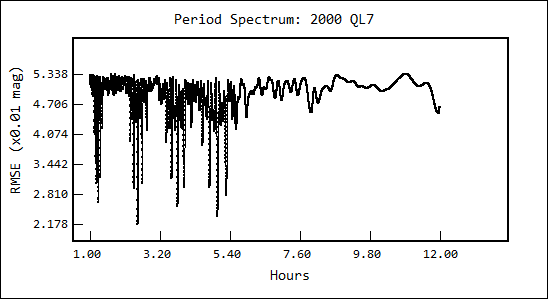 Period Spectrum: 2000 QL7
RMSE (x0.01 mag)
5.338
4.706
4.074
3.442
2.810
2.178
1.00 3.20 5.40 7.60 9.80 12.00
Hours